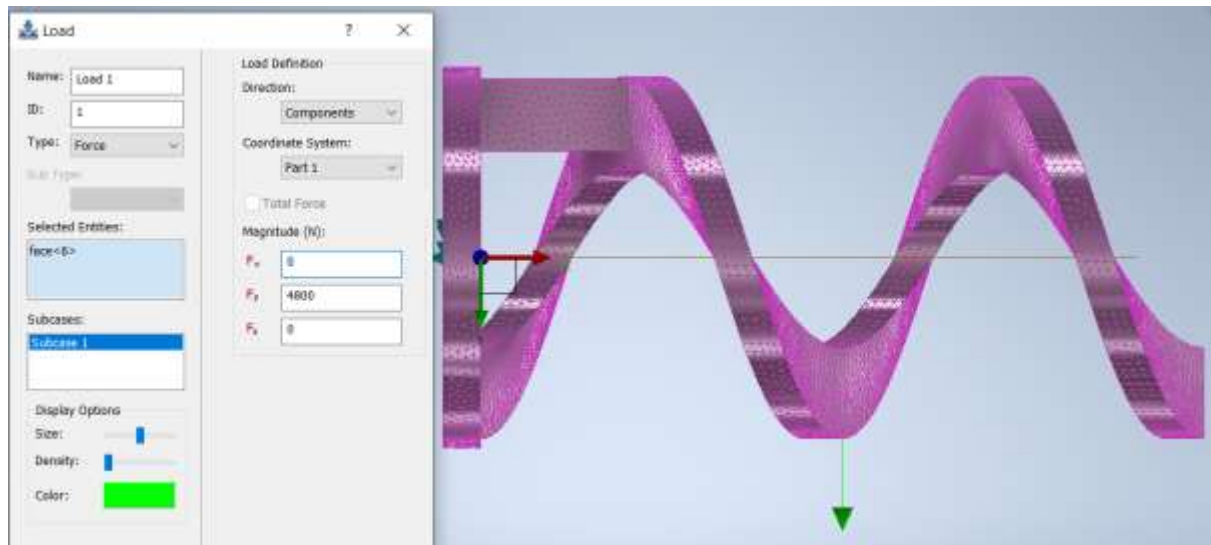 Load
? ×
Name: Load 1
ID: 1
Type: Force
Sub Type:
Selected Entities:
face<6>
Subcases:
Subcase 1
Display Options
Size:
Density:
Color:
Load Definition
Direction:
Components
Coordinate System:
Part 1
Total Force
Magnitude (N):
0
4800
0